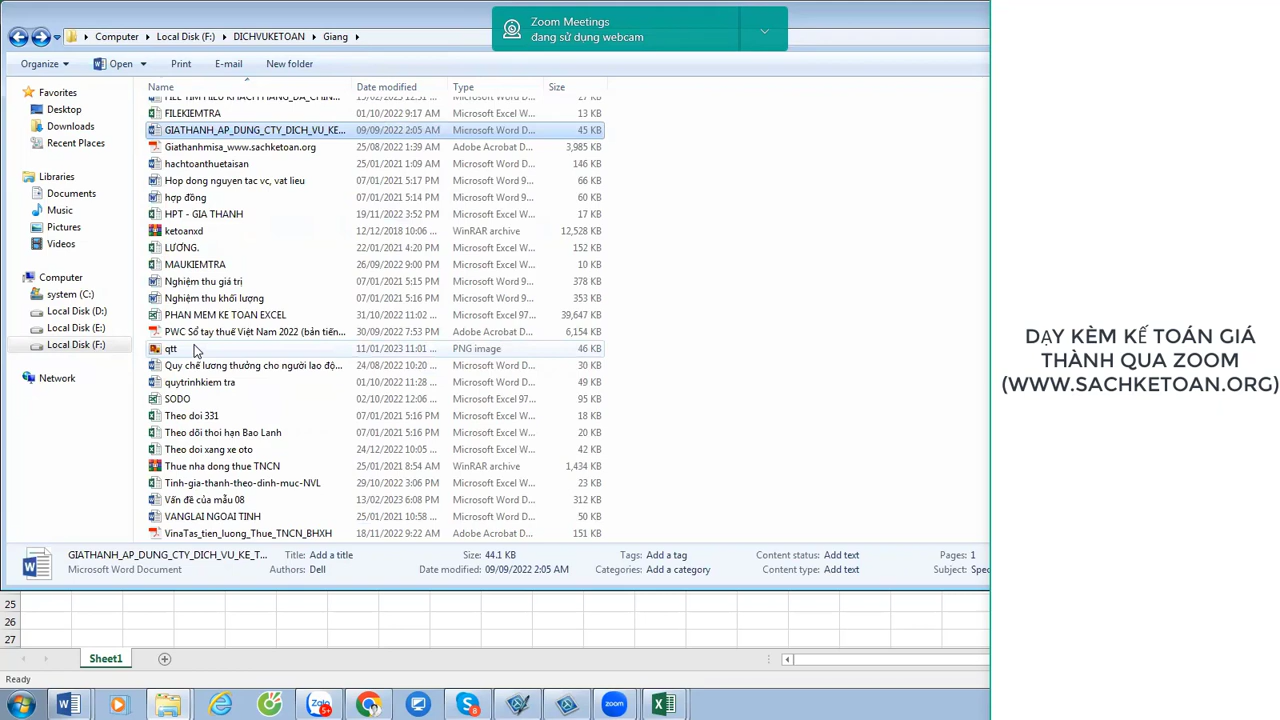 Zoom Meetings
đang sử dụng webcam
Computer
Local Disk (F:)
DICHVUKETOAN
Giang
Organize
Open
Print
E-mail
New folder
Name
Date modified
Type
Size
Favorites
Desktop
Downloads
Recent Places
Libraries
Documents
Music
Pictures
Videos
Computer
system (C:)
Local Disk (D:)
Local Disk (E:)
Local Disk (F:)
Network
FILEKIEMTRA 01/10/2022 9:17 AM Microsoft Excel W... 13 KB
GIATHANH_AP_DUNG_CTY_DICH_VU_KE... 09/09/2022 2:05 AM Microsoft Word D... 45 KB
Giathanhmisa_www.sachketoan.org 25/08/2022 1:39 AM Adobe Acrobat D... 3,985 KB
hachtoanthuetaisan 25/01/2021 1:09 AM Microsoft Word D... 146 KB
Hop dong nguyen tac vc, vat lieu 07/01/2021 5:17 PM Microsoft Word 9... 66 KB
hợp đồng 07/01/2021 5:14 PM Microsoft Word 9... 60 KB
HPT - GIA THANH 19/11/2022 3:52 PM Microsoft Excel W... 17 KB
ketoanxd 12/12/2018 10:06 ... WinRAR archive 12,528 KB
LƯƠNG. 22/01/2021 4:20 PM Microsoft Excel W... 152 KB
MAUKIEMTRA 26/09/2022 9:00 PM Microsoft Excel W... 10 KB
Nghiệm thu giá trị 07/01/2021 5:15 PM Microsoft Word 9... 378 KB
Nghiệm thu khối lượng 07/01/2021 5:16 PM Microsoft Word 9... 353 KB
PHAN MEM KE TOAN EXCEL 31/10/2022 11:02 ... Microsoft Excel W... 39,647 KB
PWC Sổ tay thuế Việt Nam 2022 (bản tiến... 30/09/2022 7:53 PM Adobe Acrobat D... 6,154 KB
qtt 11/01/2023 11:01 ... PNG image 46 KB
Quy chế lương thưởng cho người lao độ... 24/08/2022 10:20 ... Microsoft Word D... 30 KB
quytrinhkiem tra 01/10/2022 11:28 ... Microsoft Word D... 49 KB
SODO 02/10/2022 12:06 ... Microsoft Excel 97... 95 KB
Theo doi 331 07/01/2021 5:16 PM Microsoft Excel W... 18 KB
Theo dõi thoi hạn Bao Lanh 07/01/2021 5:16 PM Microsoft Excel W... 20 KB
Theo doi xang xe oto 24/12/2022 10:05 ... Microsoft Excel W... 42 KB
Thue nha dong thue TNCN 25/01/2021 8:54 AM WinRAR archive 1,434 KB
Tinh-gia-thanh-theo-dinh-muc-NVL 29/10/2022 3:06 PM Microsoft Excel W... 23 KB
Vấn đề của mẫu 08 13/02/2023 6:08 PM Microsoft Word D... 312 KB
VANGLAI NGOAI TINH 25/01/2021 10:58 ... Microsoft Word D... 50 KB
VinaTas_tien_luong_Thue_TNCN_BHXH 18/11/2022 9:22 AM Adobe Acrobat D... 151 KB
GIATHANH_AP_DUNG_CTY_DICH_VU_KE_T... Title: Add a title Size: 44.1 KB Tags: Add a tag Content status: Add text Pages: 1
Microsoft Word Document Authors: Dell Date modified: 09/09/2022 2:05 AM Categories: Add a category Content type: Add text Subject: Spec
25
26
27
Sheet1
Ready
DẠY KÈM KẾ TOÁN GIÁ
THÀNH QUA ZOOM
(WWW.SACHKETOAN.ORG)